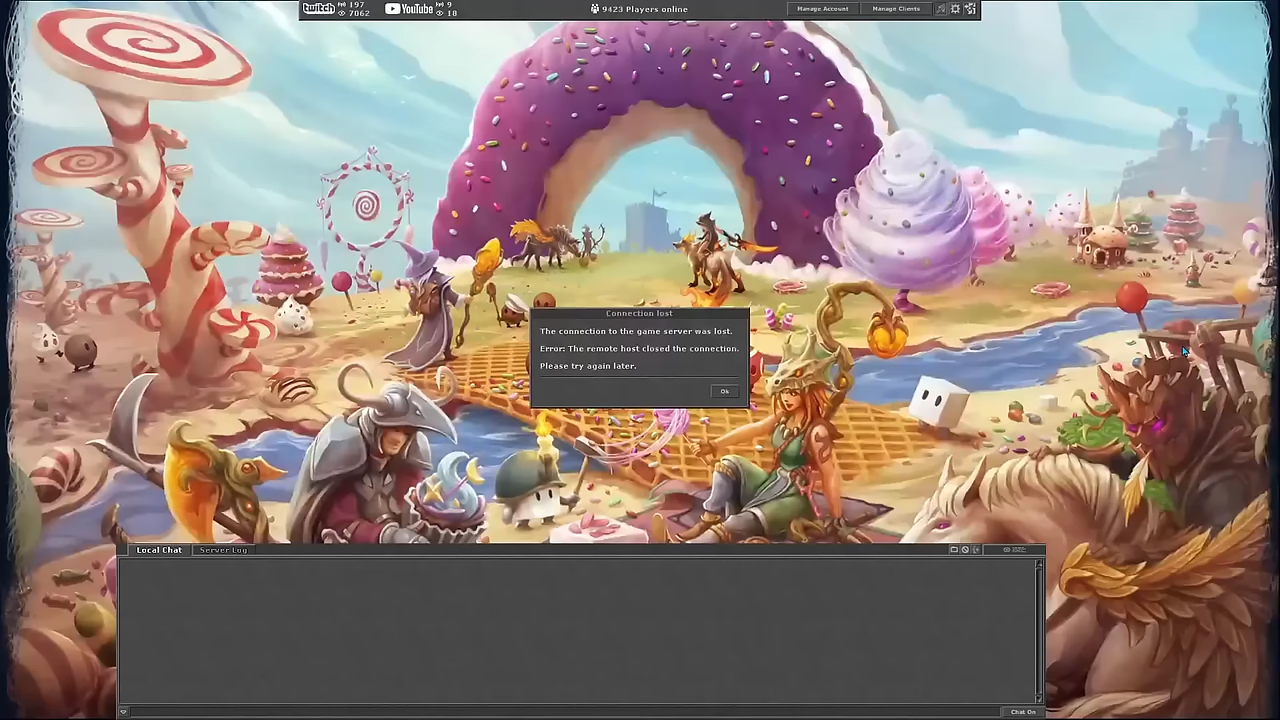 twitch 197 7062 YouTube 9 18 9423 Players online Manage Account Manage Clients
Connection lost
The connection to the game server was lost.
Error: The remote host closed the connection.
Please try again later.
Ok
Local Chat Server Log
Chat On